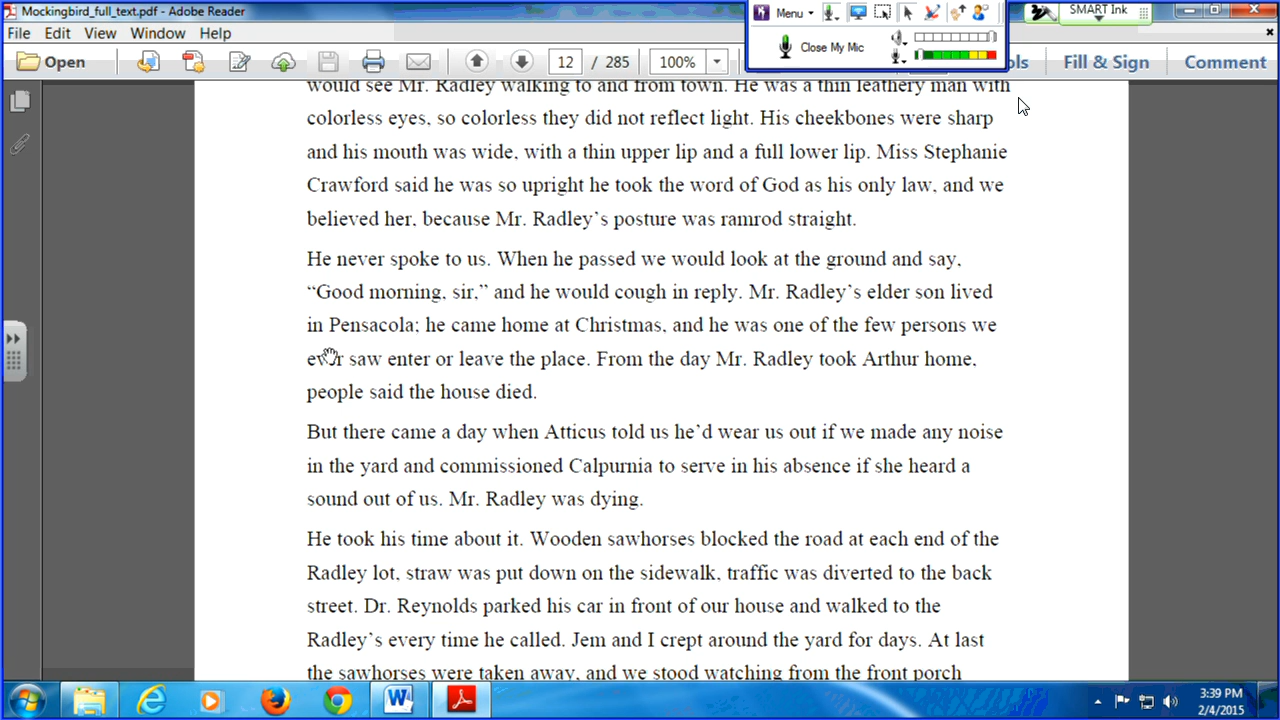 Mockingbird_full_text.pdf - Adobe Reader
Menu
SMART Ink
File Edit View Window Help
Close My Mic
Open
12 / 285
100%
ols
Fill & Sign
Comment
would see Mr. Radley walking to and from town. He was a thin leathery man with
colorless eyes, so colorless they did not reflect light. His cheekbones were sharp
and his mouth was wide, with a thin upper lip and a full lower lip. Miss Stephanie
Crawford said he was so upright he took the word of God as his only law, and we
believed her, because Mr. Radley’s posture was ramrod straight.
He never spoke to us. When he passed we would look at the ground and say,
“Good morning, sir,” and he would cough in reply. Mr. Radley’s elder son lived
in Pensacola; he came home at Christmas, and he was one of the few persons we
ever saw enter or leave the place. From the day Mr. Radley took Arthur home,
people said the house died.
But there came a day when Atticus told us he’d wear us out if we made any noise
in the yard and commissioned Calpurnia to serve in his absence if she heard a
sound out of us. Mr. Radley was dying.
He took his time about it. Wooden sawhorses blocked the road at each end of the
Radley lot, straw was put down on the sidewalk, traffic was diverted to the back
street. Dr. Reynolds parked his car in front of our house and walked to the
Radley’s every time he called. Jem and I crept around the yard for days. At last
the sawhorses were taken away, and we stood watching from the front porch
3:39 PM
2/4/2015